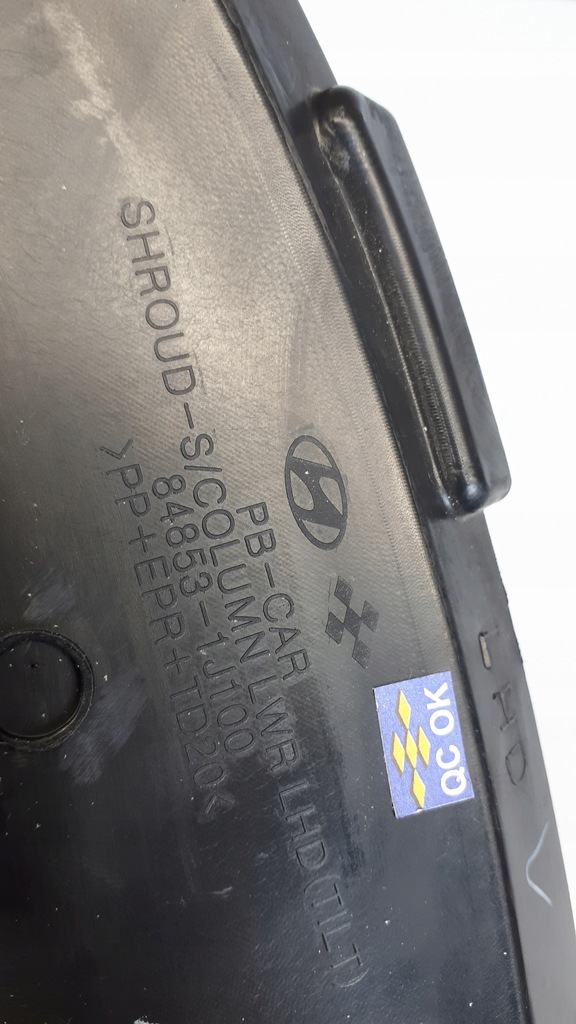 PB-CAR
SHROUD-S/COLUMN LWR LHD(TILT)
84853-1J100
>PP+EPR+TD20<
QC OK
LHD